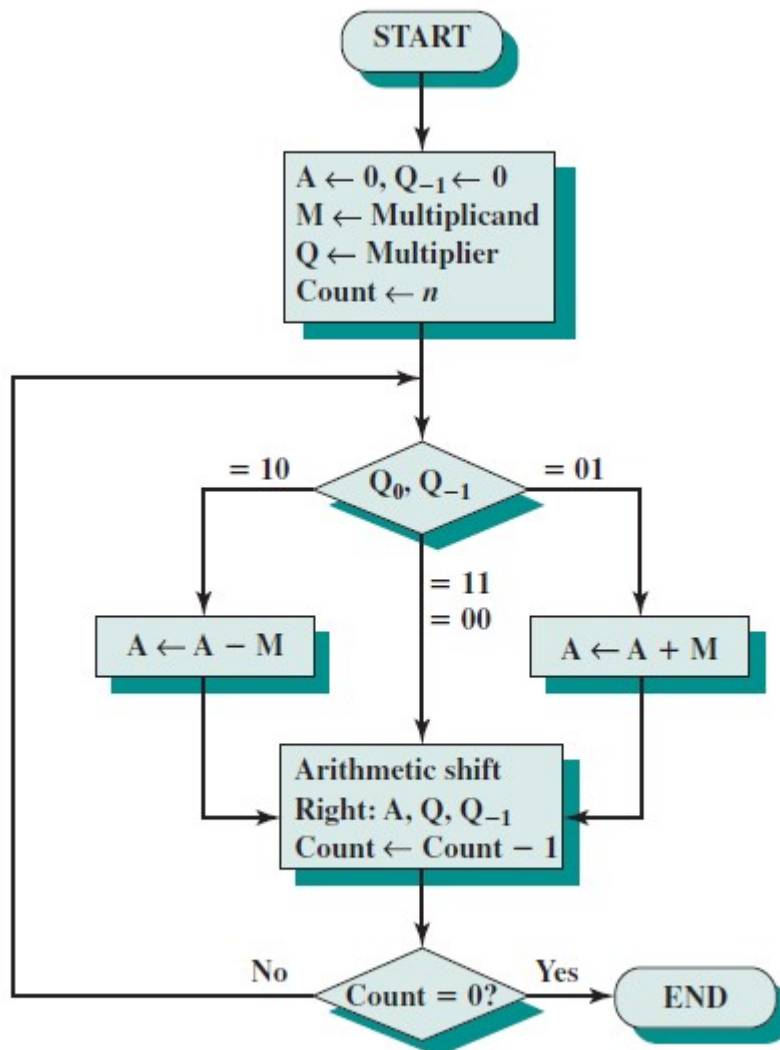 START
A ← 0, Q₋₁ ← 0
M ← Multiplicand
Q ← Multiplier
Count ← n
= 10
Q₀, Q₋₁
= 01
= 11
= 00
A ← A − M
A ← A + M
Arithmetic shift
Right: A, Q, Q₋₁
Count ← Count − 1
No
Count = 0?
Yes
END